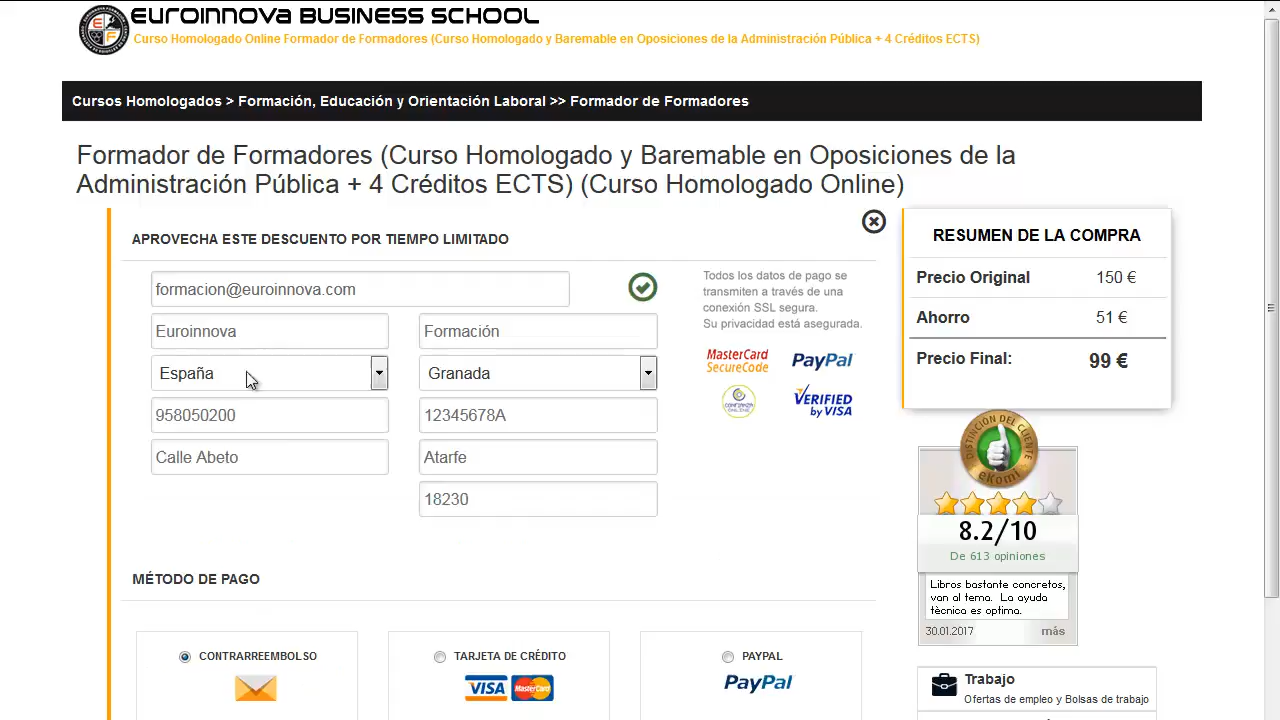 EUROINNOVA BUSINESS SCHOOL
Curso Homologado Online Formador de Formadores (Curso Homologado y Baremable en Oposiciones de la Administración Pública + 4 Créditos ECTS)
Cursos Homologados > Formación, Educación y Orientación Laboral >> Formador de Formadores
Formador de Formadores (Curso Homologado y Baremable en Oposiciones de la
Administración Pública + 4 Créditos ECTS) (Curso Homologado Online)
APROVECHA ESTE DESCUENTO POR TIEMPO LIMITADO
formacion@euroinnova.com
Euroinnova
Formación
España
Granada
958050200
12345678A
Calle Abeto
Atarfe
18230
Todos los datos de pago se
transmiten a través de una
conexión SSL segura.
Su privacidad está asegurada.
MasterCard
SecureCode
PayPal
CONFIANZA
ONLINE
VERIFIED
by VISA
MÉTODO DE PAGO
CONTRARREEMBOLSO
TARJETA DE CRÉDITO
VISA
MasterCard
PAYPAL
PayPal
RESUMEN DE LA COMPRA
Precio Original 150 €
Ahorro 51 €
Precio Final: 99 €
DISTINCIÓN DEL CLIENTE
eKomi
8.2/10
De 613 opiniones
Libros bastante concretos,
van al tema. La ayuda
tècnica es optima.
30.01.2017 más
Trabajo
Ofertas de empleo y Bolsas de trabajo